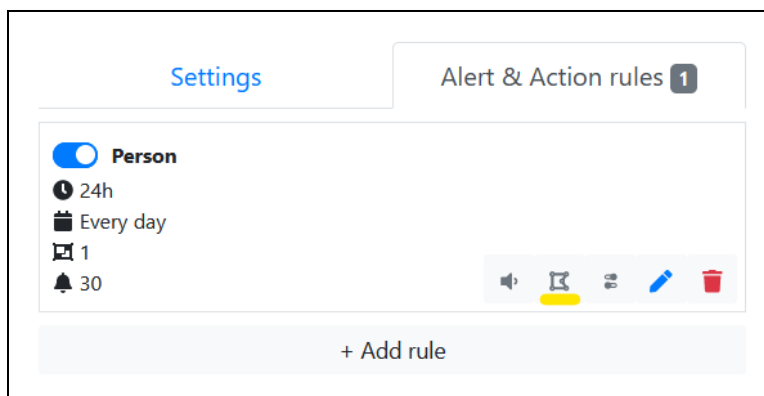 Settings
Alert & Action rules 1
Person
24h
Every day
1
30
+ Add rule